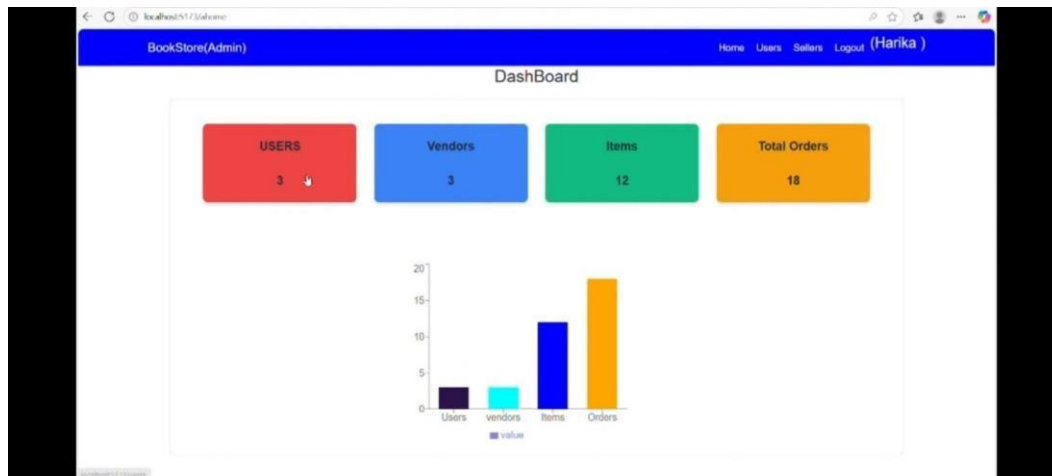 localhost:5173/ahome
BookStore(Admin)
Home Users Sellers Logout (Harika )
DashBoard
USERS
3
Vendors
3
Items
12
Total Orders
18
20
15
10
5
0
Users vendors Items Orders
value